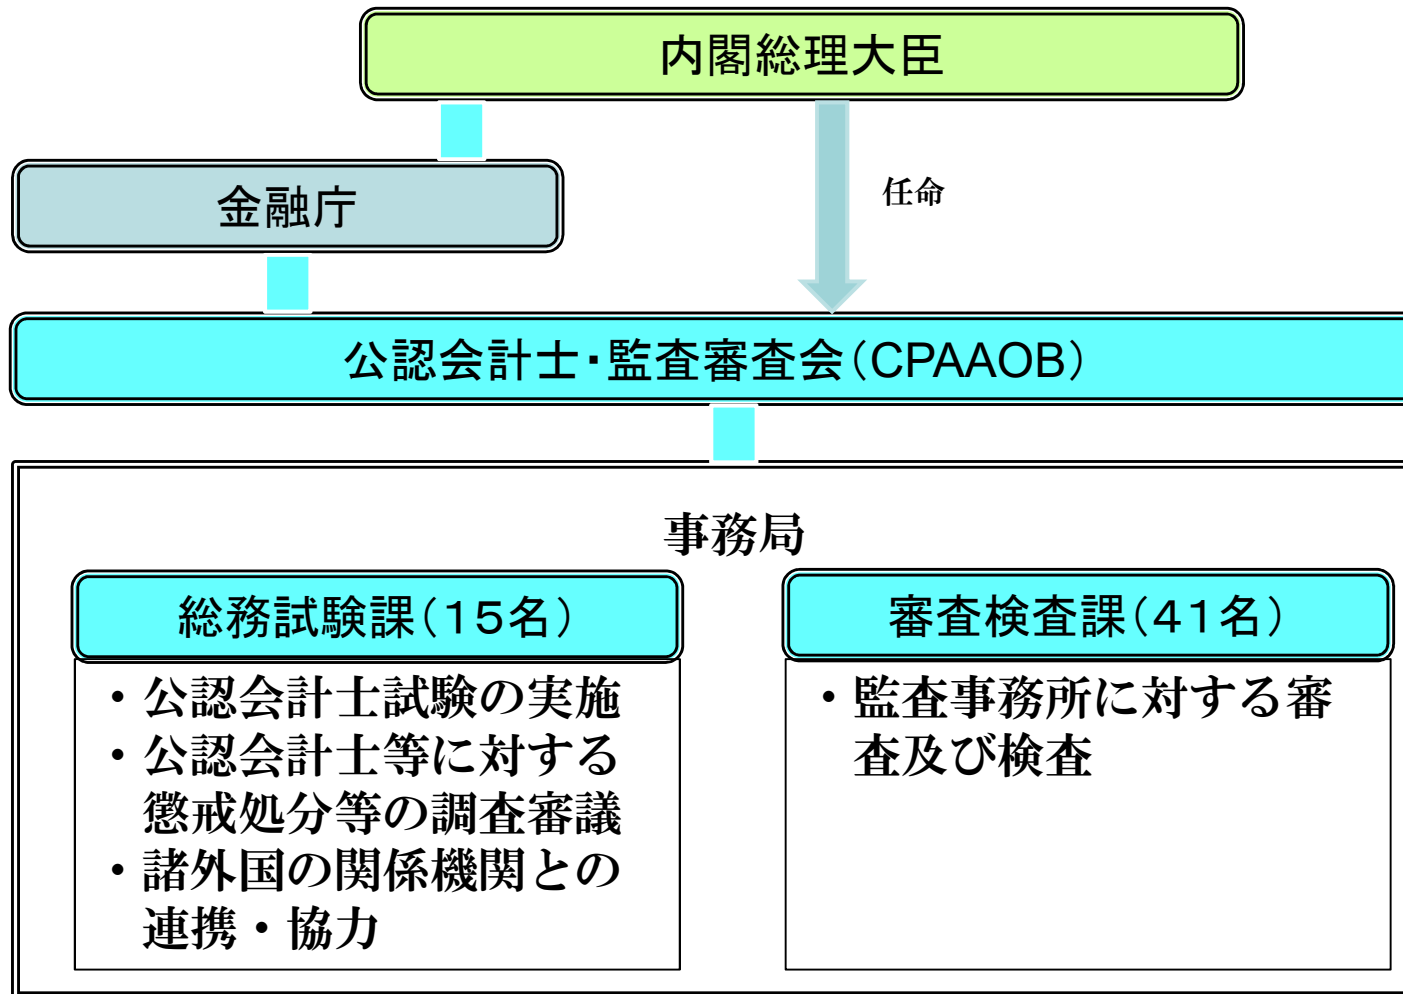 内閣総理大臣
金融庁
任命
公認会計士・監査審査会(CPAAOB)
事務局
総務試験課(15名)
・公認会計士試験の実施
・公認会計士等に対する
懲戒処分等の調査審議
・諸外国の関係機関との
連携・協力
審査検査課(41名)
・監査事務所に対する審
査及び検査